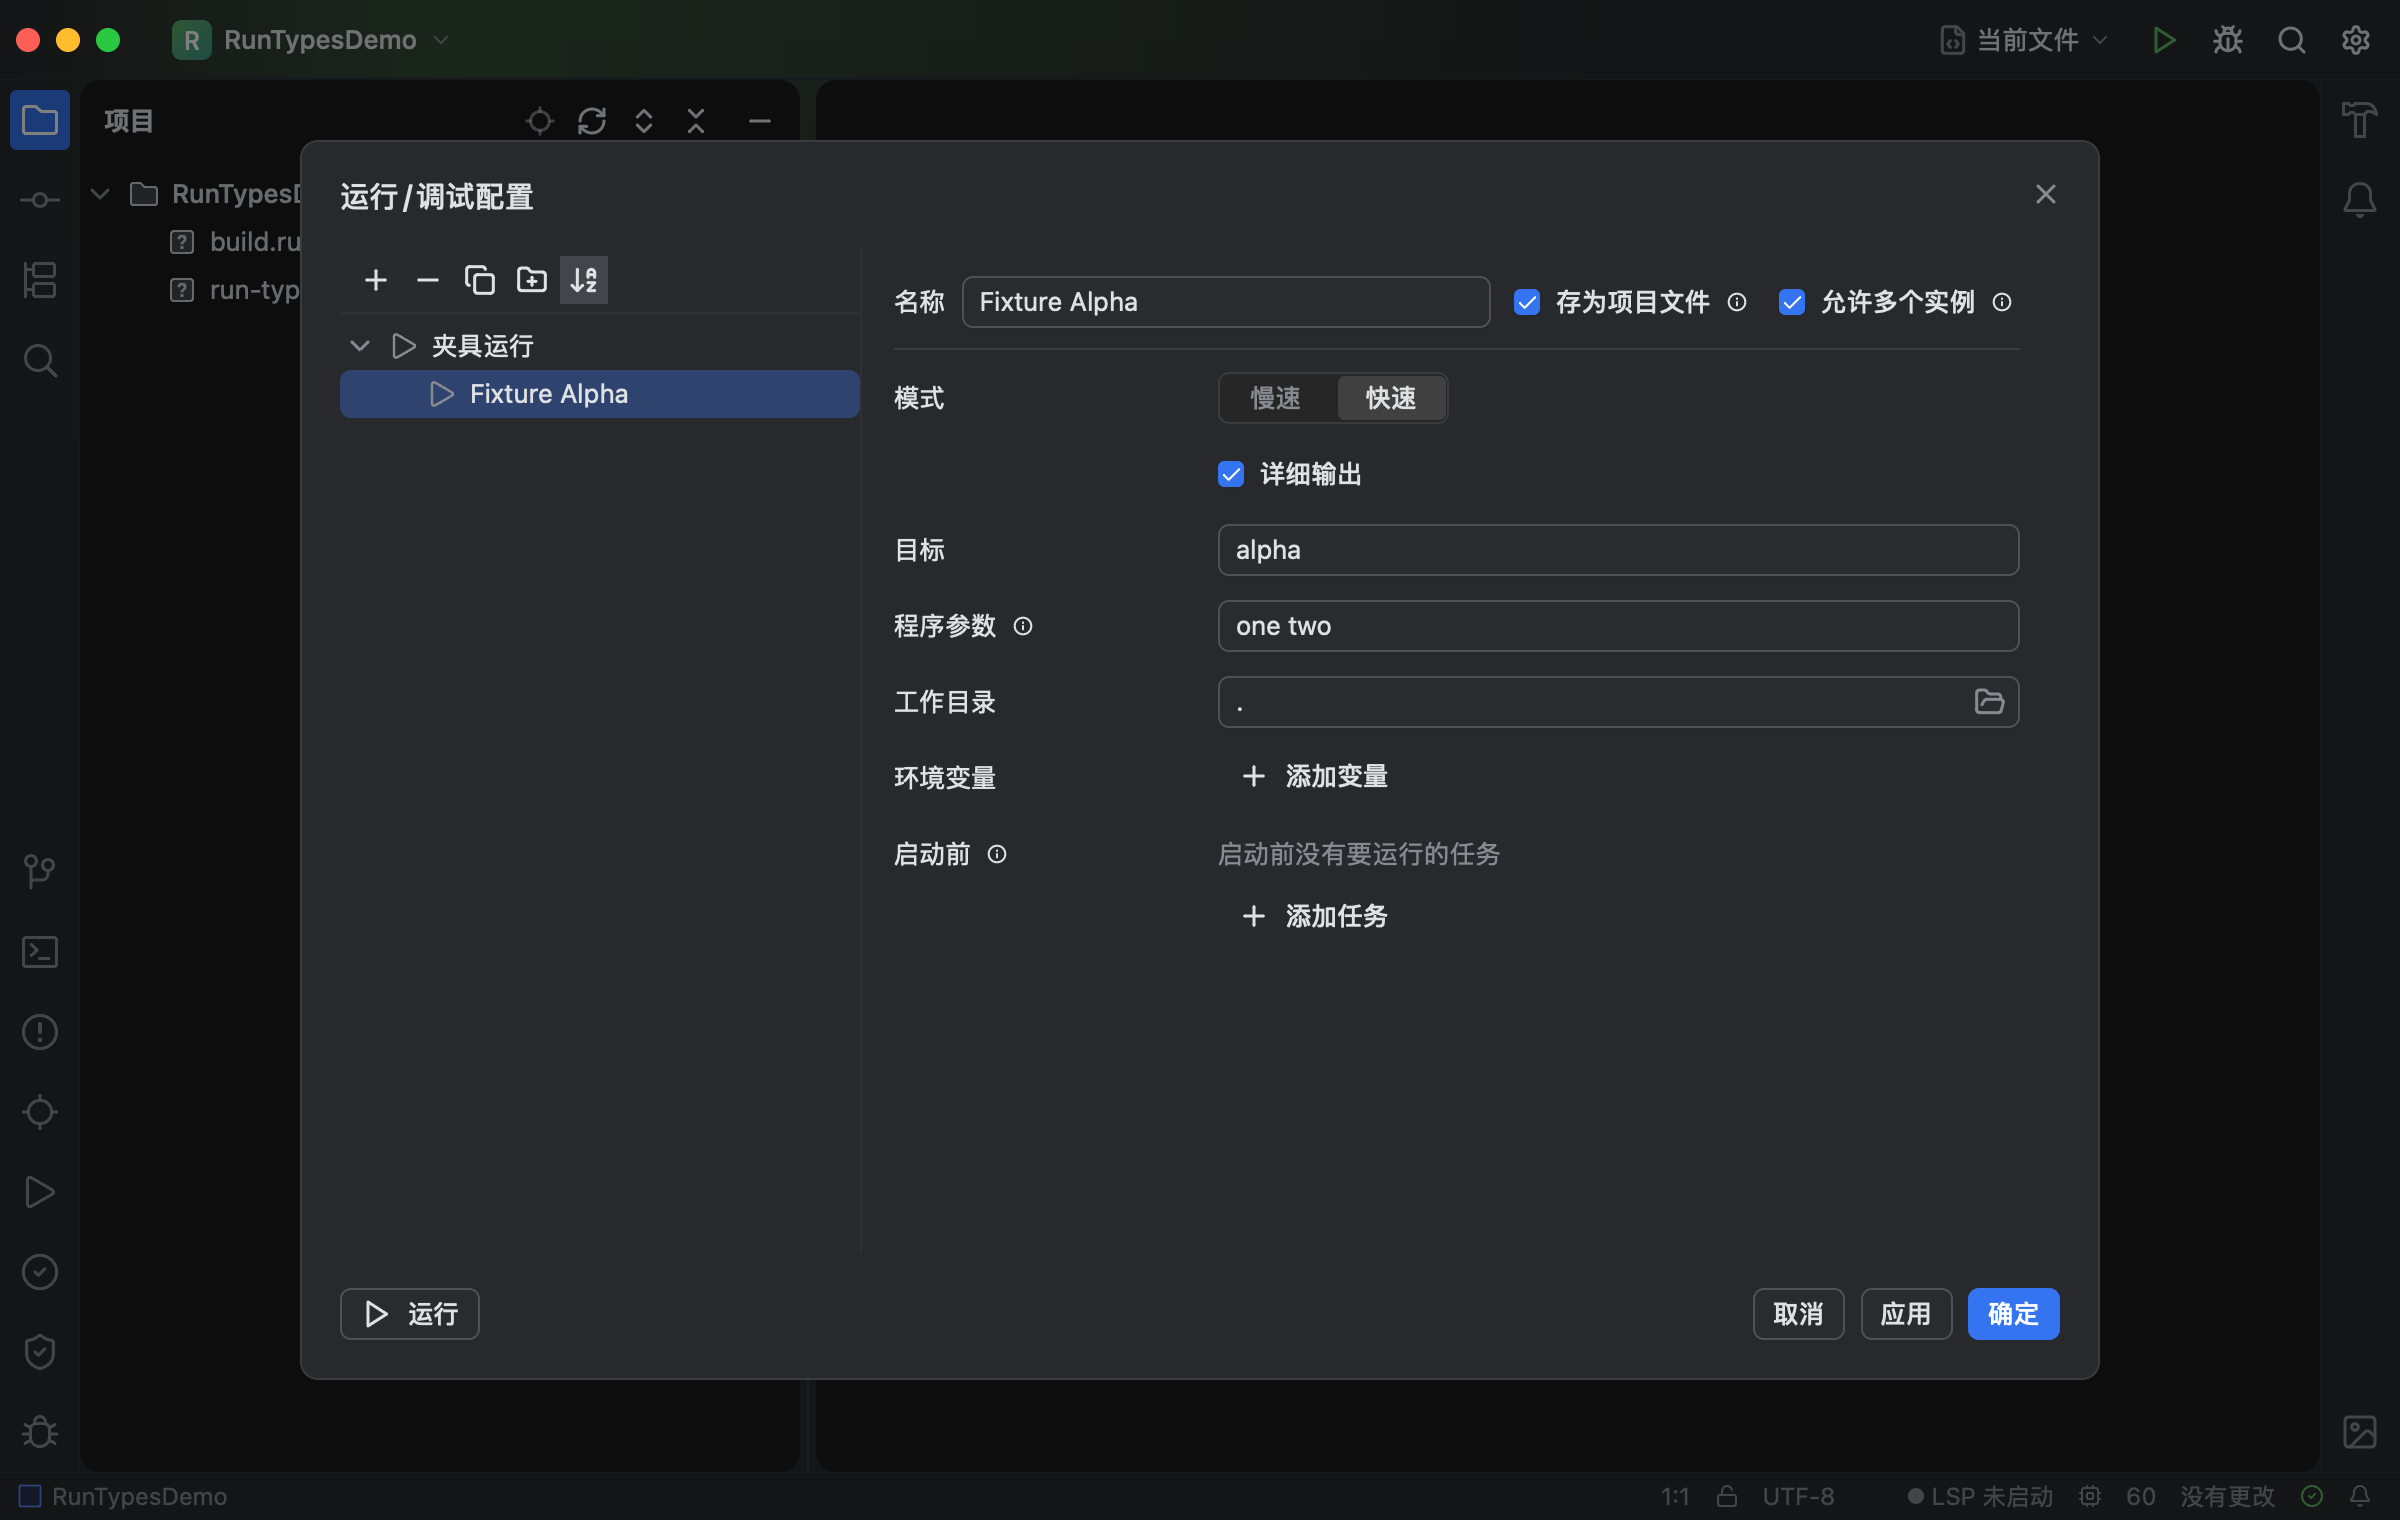 R RunTypesDemo
当前文件
项目
RunTypesD
build.ru
run-typ
运行/调试配置
夹具运行
Fixture Alpha
名称
Fixture Alpha
存为项目文件
允许多个实例
模式
慢速
快速
详细输出
目标
alpha
程序参数
one two
工作目录
.
环境变量
添加变量
启动前
启动前没有要运行的任务
添加任务
运行
取消
应用
确定
RunTypesDemo
1:1
UTF-8
LSP 未启动
60
没有更改